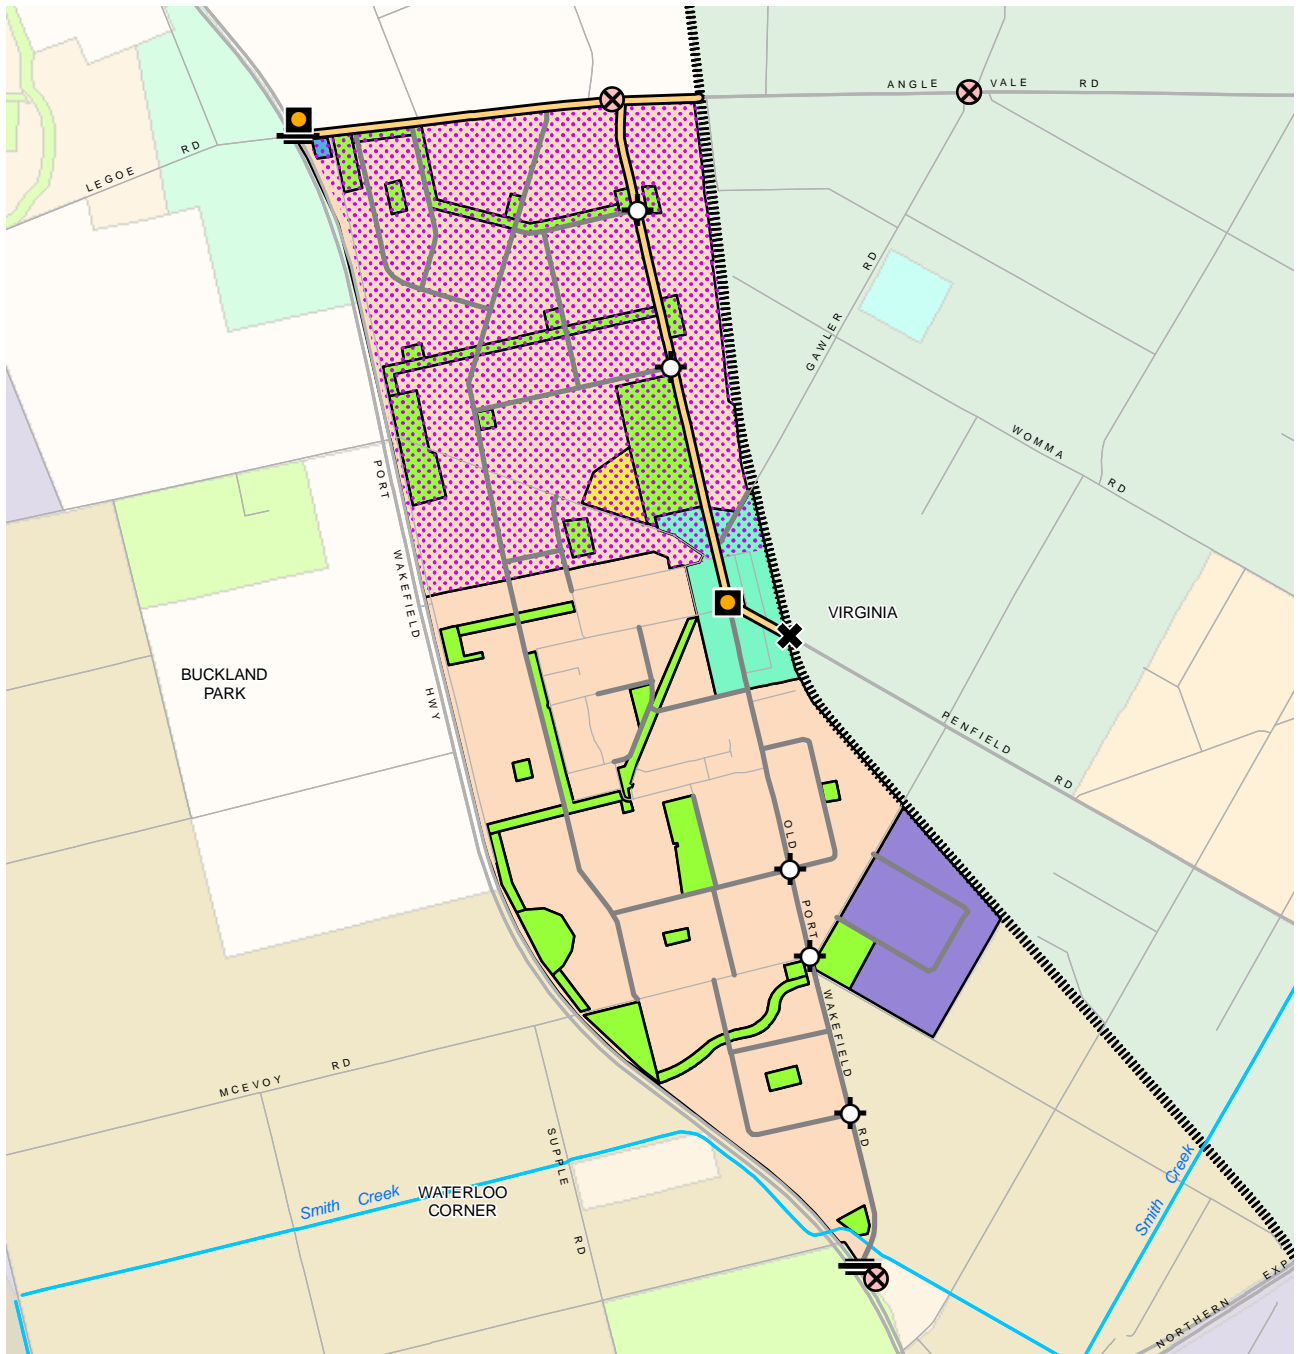 ANGLE VALE RD
LEGOE RD
GAWLER RD
WOMMA RD
PORT WAKEFIELD HWY
VIRGINIA
BUCKLAND
PARK
PENFIELD RD
OLD PORT WAKEFIELD RD
MCEVOY RD
SUPPLE RD
Smith Creek
WATERLOO
CORNER
Smith Creek
NORTHERN EXP